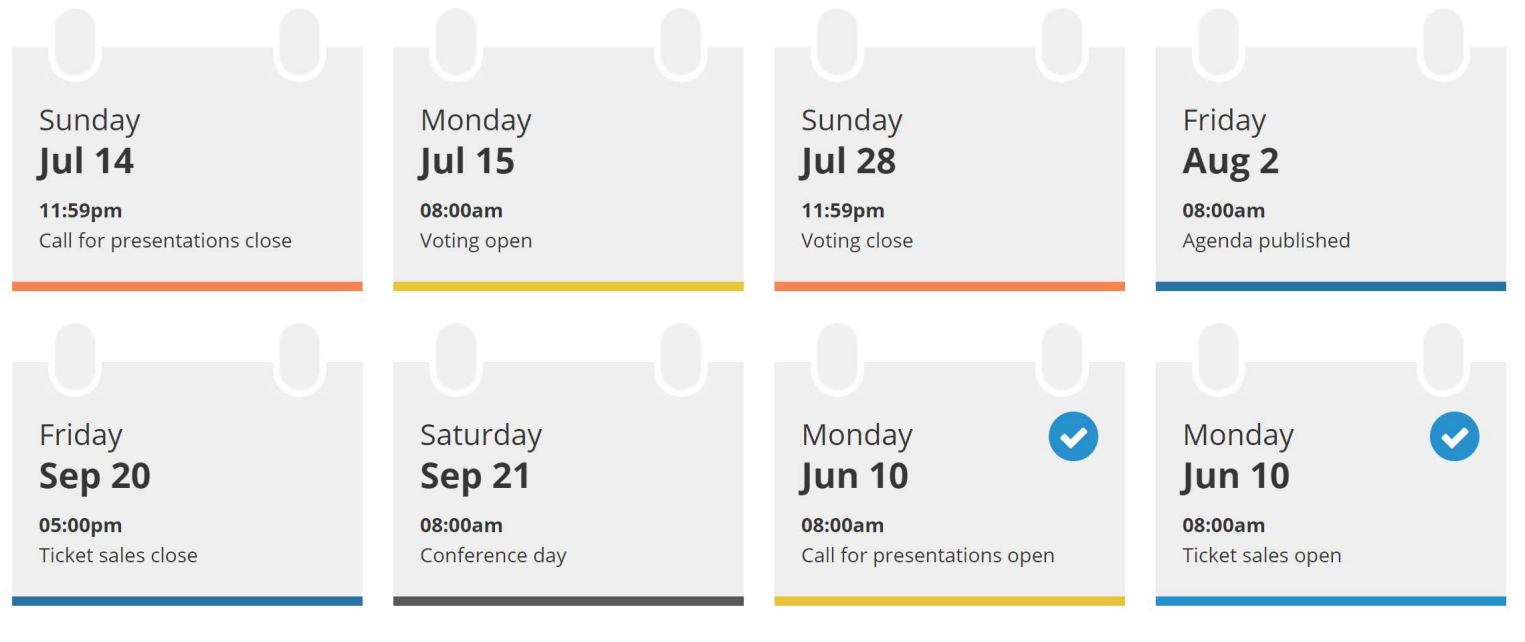 Sunday
Jul 14
11:59pm
Call for presentations close
Monday
Jul 15
08:00am
Voting open
Sunday
Jul 28
11:59pm
Voting close
Friday
Aug 2
08:00am
Agenda published
Friday
Sep 20
05:00pm
Ticket sales close
Saturday
Sep 21
08:00am
Conference day
Monday
Jun 10
08:00am
Call for presentations open
Monday
Jun 10
08:00am
Ticket sales open